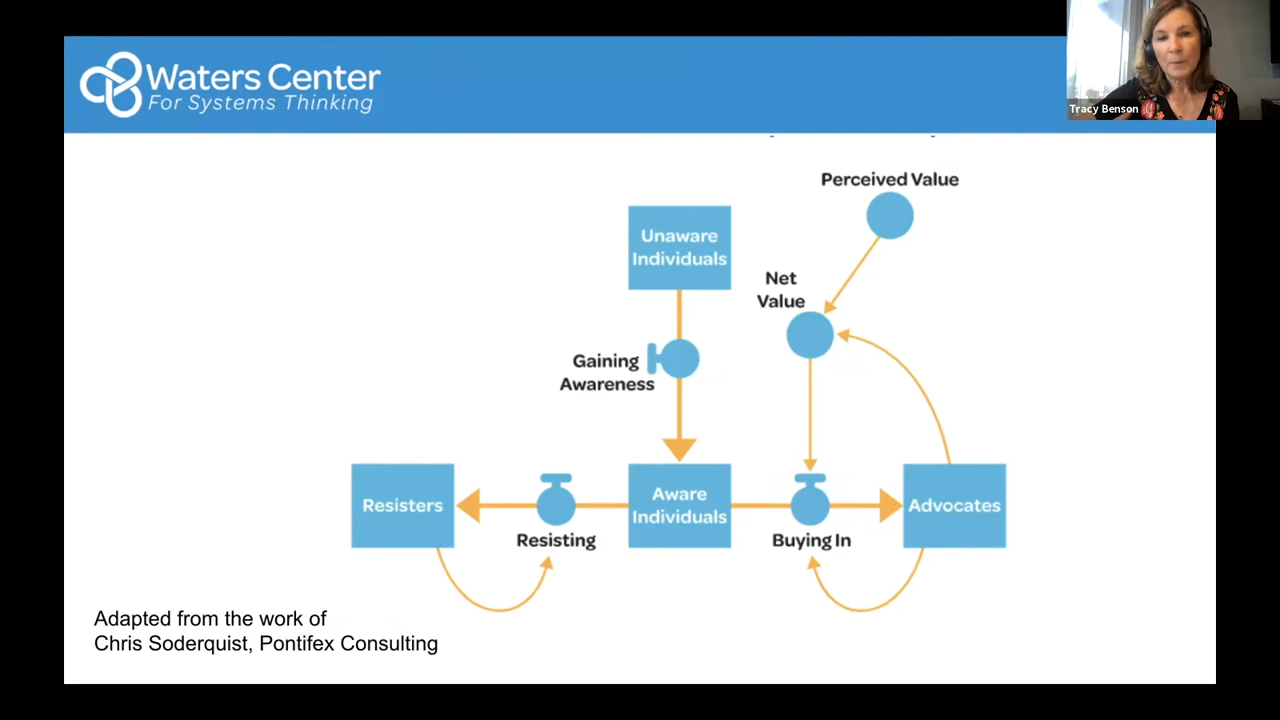 Waters Center
For Systems Thinking
Tracy Benson
Perceived Value
Unaware
Individuals
Net
Value
Gaining
Awareness
Resisters
Aware
Individuals
Advocates
Resisting
Buying In
Adapted from the work of
Chris Soderquist, Pontifex Consulting